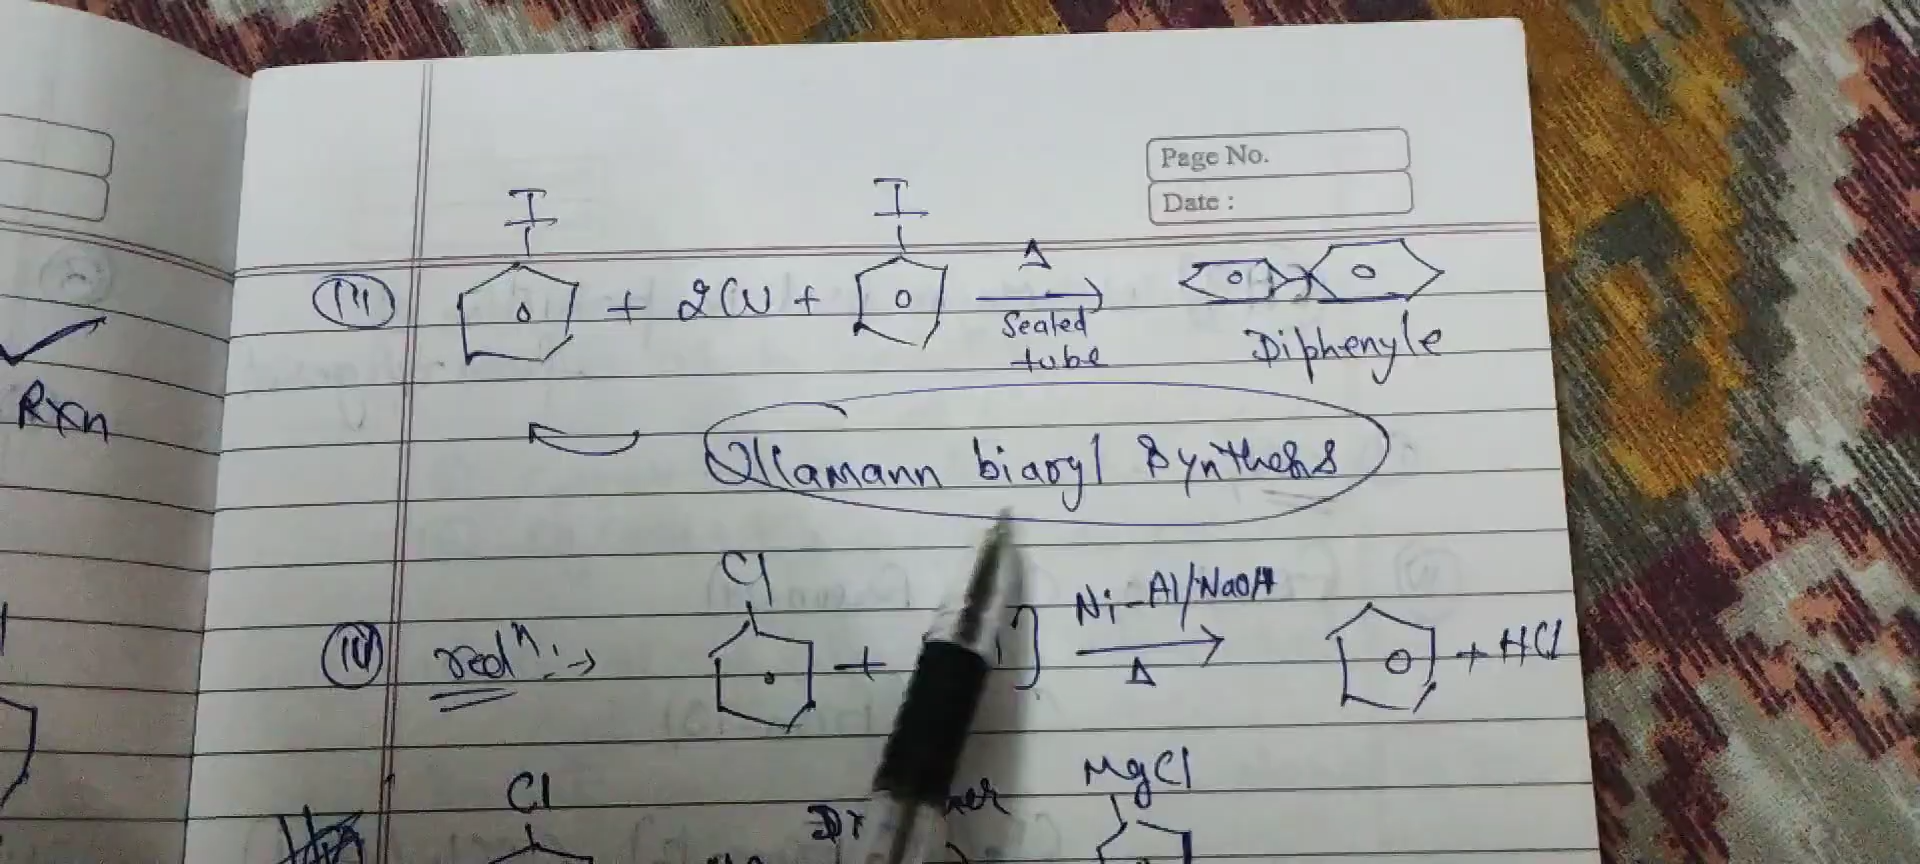 Page No.
Date :
I I
(III) + 2Cu + Δ
Sealed
tube
Diphenyle
Rxn
Ullamann biaryl Synthesis
Cl
(IV) redⁿ :→ + Ni-Al/NaOH + HCl
Δ
MgCl
Cl